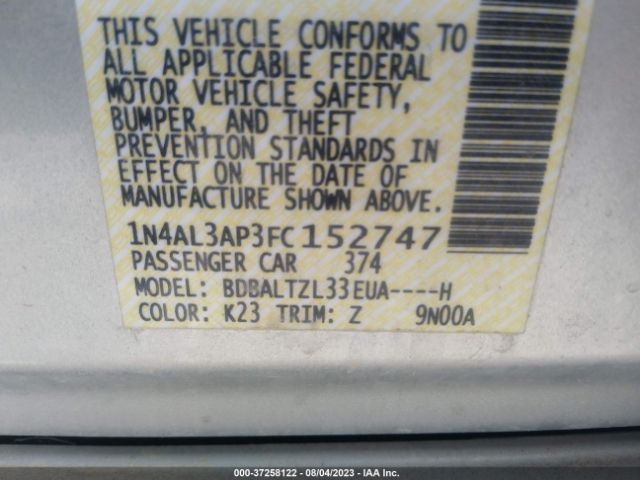 THIS VEHICLE CONFORMS TO
ALL APPLICABLE FEDERAL
MOTOR VEHICLE SAFETY,
BUMPER, AND THEFT
PREVENTION STANDARDS IN
EFFECT ON THE DATE OF
MANUFACTURE SHOWN ABOVE.
1N4AL3AP3FC152747
PASSENGER CAR 374
MODEL: BDBALTZL33EUA----H
COLOR: K23 TRIM: Z 9N00A
000-37258122 - 08/04/2023 - IAA Inc.